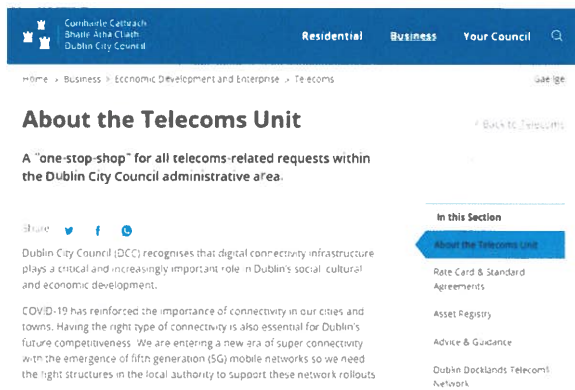 Comhairle Cathrach
Bhaile Átha Cliath
Dublin City Council
Residential
Business
Your Council
Home > Business > Economic Development and Enterprise > Telecoms
Gaeilge
About the Telecoms Unit
< Back to Telecoms
A "one-stop-shop" for all telecoms-related requests within
the Dublin City Council administrative area.
Share
Dublin City Council (DCC) recognises that digital connectivity infrastructure
plays a critical and increasingly important role in Dublin's social, cultural
and economic development.
COVID-19 has reinforced the importance of connectivity in our cities and
towns. Having the right type of connectivity is also essential for Dublin's
future competitiveness. We are entering a new era of super connectivity
with the emergence of fifth generation (5G) mobile networks so we need
the right structures in the local authority to support these network rollouts
In this Section
About the Telecoms Unit
Rate Card & Standard
Agreements
Asset Registry
Advice & Guidance
Dublin Docklands Telecoms
Network